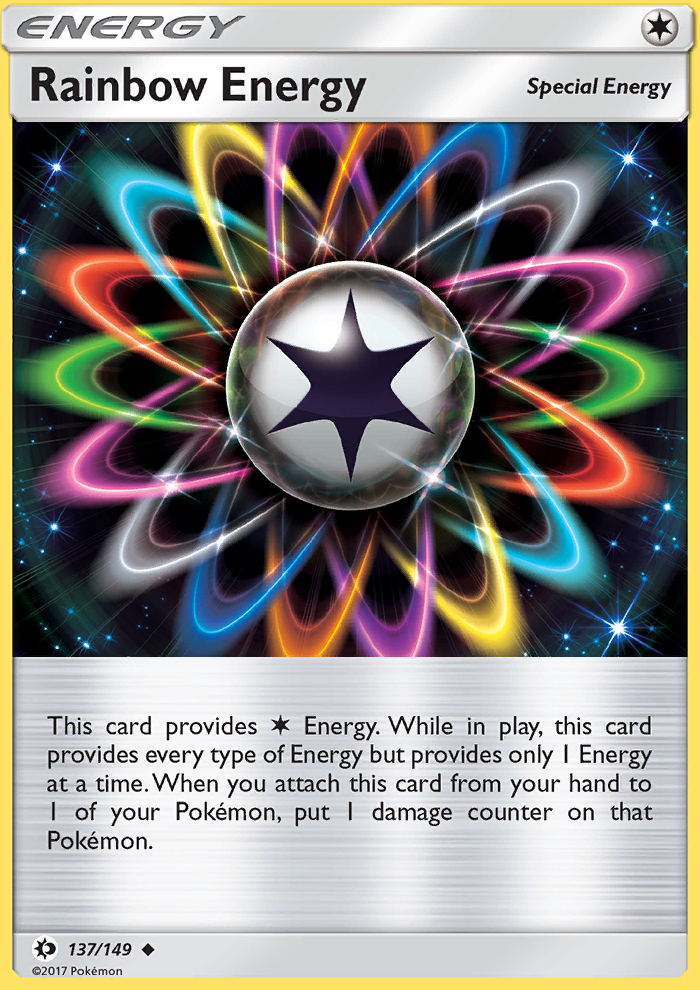 ENERGY
Rainbow Energy
Special Energy
This card provides ✶ Energy. While in play, this card
provides every type of Energy but provides only 1 Energy
at a time. When you attach this card from your hand to
1 of your Pokémon, put 1 damage counter on that
Pokémon.
137/149 ◆
©2017 Pokémon